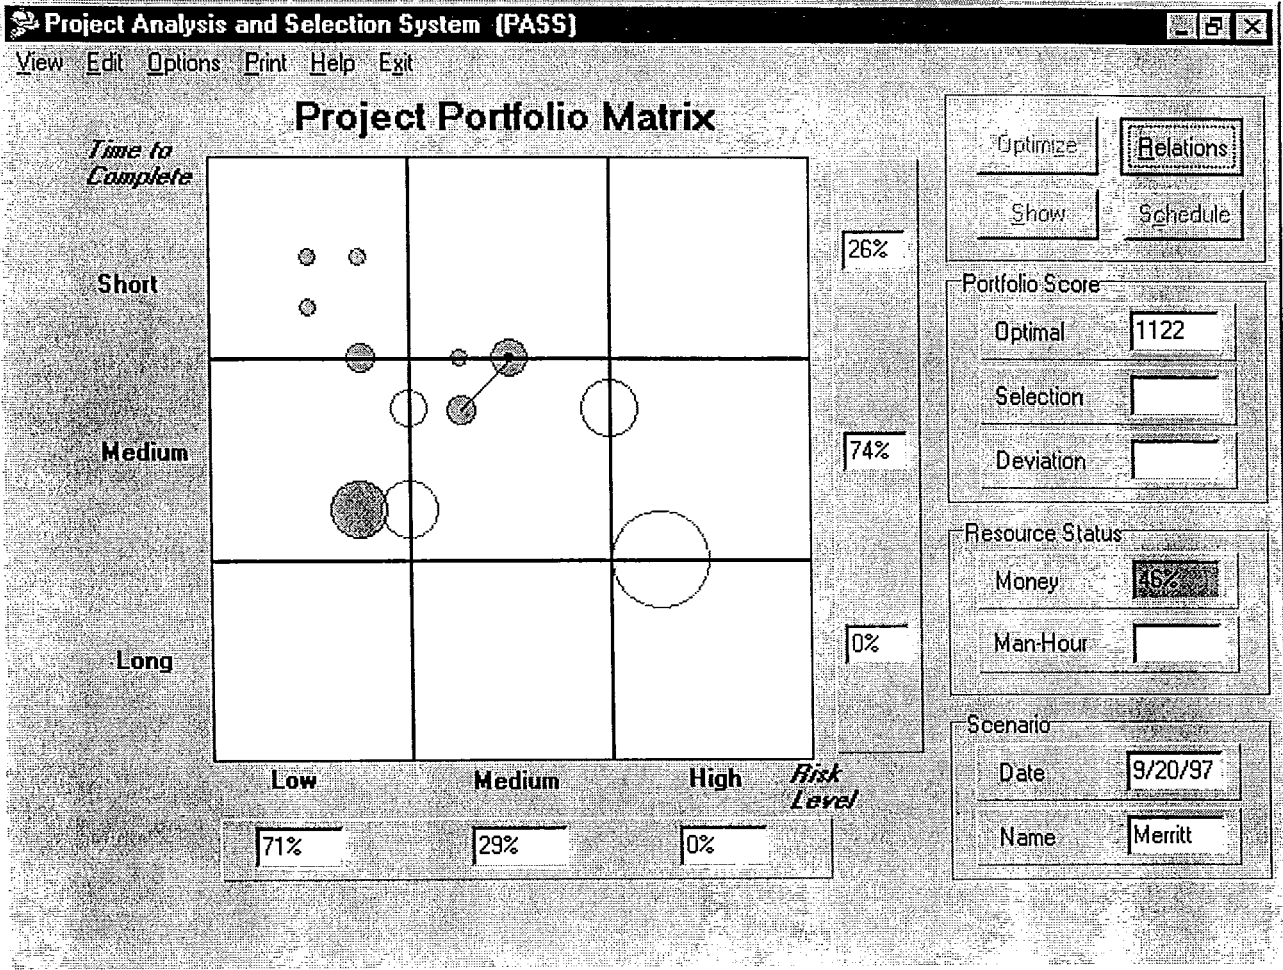 Project Analysis and Selection System (PASS)
View Edit Options Print Help Exit
Project Portfolio Matrix
Time to
Complete
Short
Medium
Long
Low
Medium
High
Risk
Level
26%
74%
0%
71%
29%
0%
Optimize
Relations
Show
Schedule
Portfolio Score
Optimal
1122
Selection
Deviation
Resource Status
Money
46%
Man-Hour
Scenario
Date
9/20/97
Name
Merritt